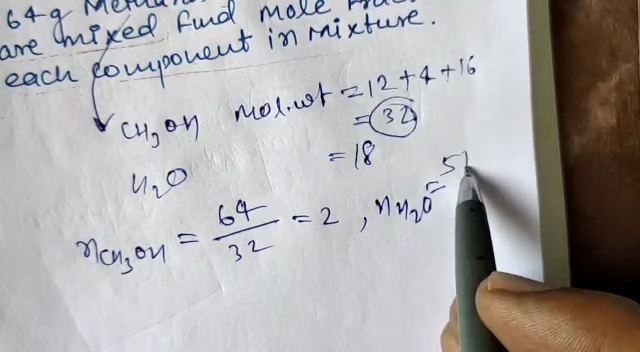 64g Methanol
are mixed find mole
each component in mixture.
CH3OH mol.wt = 12+4+16
= 32
H2O = 18
nCH3OH = 64/32 = 2 , nH2O = 5